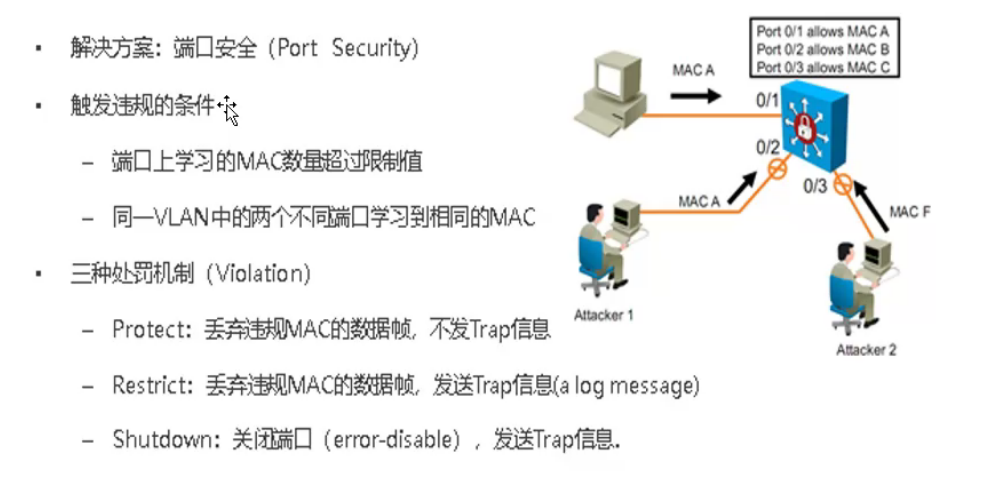 ▪ 解决方案：端口安全（Port Security）
▪ 触发违规的条件
– 端口上学习的MAC数量超过限制值
– 同一VLAN中的两个不同端口学习到相同的MAC
▪ 三种处罚机制（Violation）
– Protect：丢弃违规MAC的数据帧，不发Trap信息
– Restrict：丢弃违规MAC的数据帧，发送Trap信息(a log message)
– Shutdown：关闭端口（error-disable），发送Trap信息.
Port 0/1 allows MAC A
Port 0/2 allows MAC B
Port 0/3 allows MAC C
MAC A
0/1
0/2
0/3
MAC A
MAC F
Attacker 1
Attacker 2